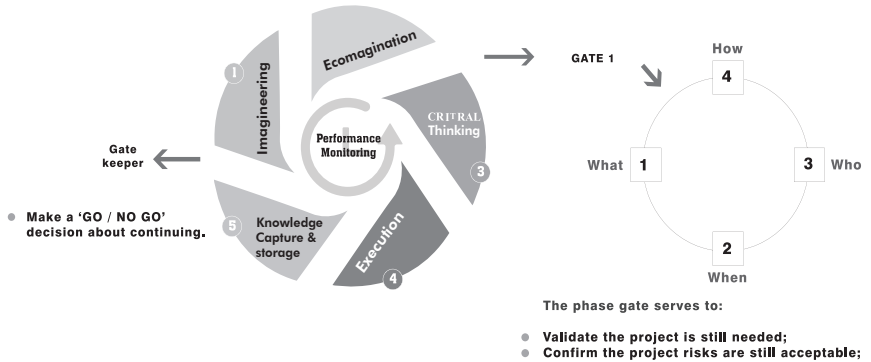 Ecomagination
1
Imagineering
CRITRAL
Thinking
3
Performance
Monitoring
Execution
4
5
Knowledge
Capture &
storage
Gate
keeper
Make a 'GO / NO GO'
decision about continuing.
GATE 1
How
4
What
1
3
Who
2
When
The phase gate serves to:
Validate the project is still needed;
Confirm the project risks are still acceptable;